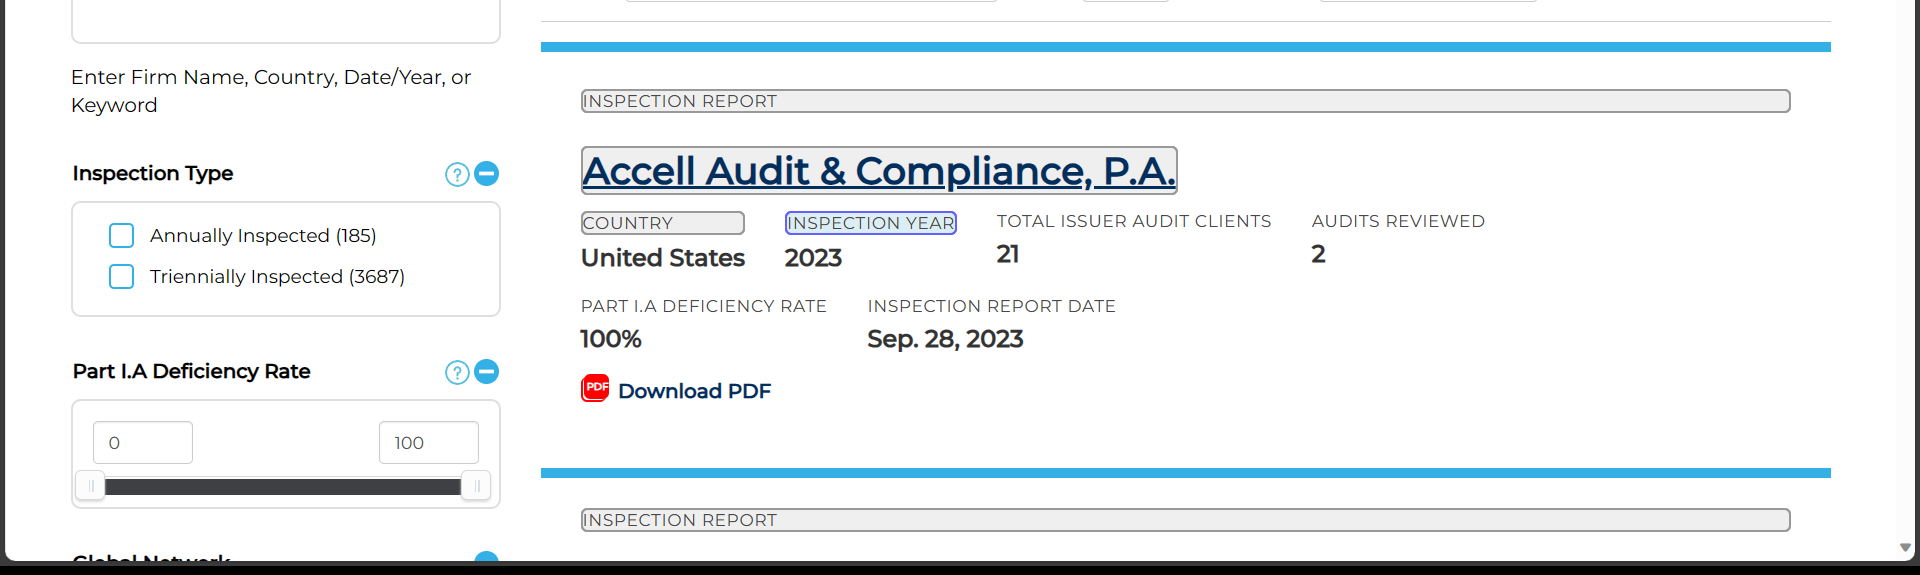 Enter Firm Name, Country, Date/Year, or
Keyword
Inspection Type
?
Annually Inspected (185)
Triennially Inspected (3687)
Part I.A Deficiency Rate
?
0
100
Global Network
INSPECTION REPORT
Accell Audit & Compliance, P.A.
COUNTRY
United States
INSPECTION YEAR
2023
TOTAL ISSUER AUDIT CLIENTS
21
AUDITS REVIEWED
2
PART I.A DEFICIENCY RATE
100%
INSPECTION REPORT DATE
Sep. 28, 2023
PDF
Download PDF
INSPECTION REPORT